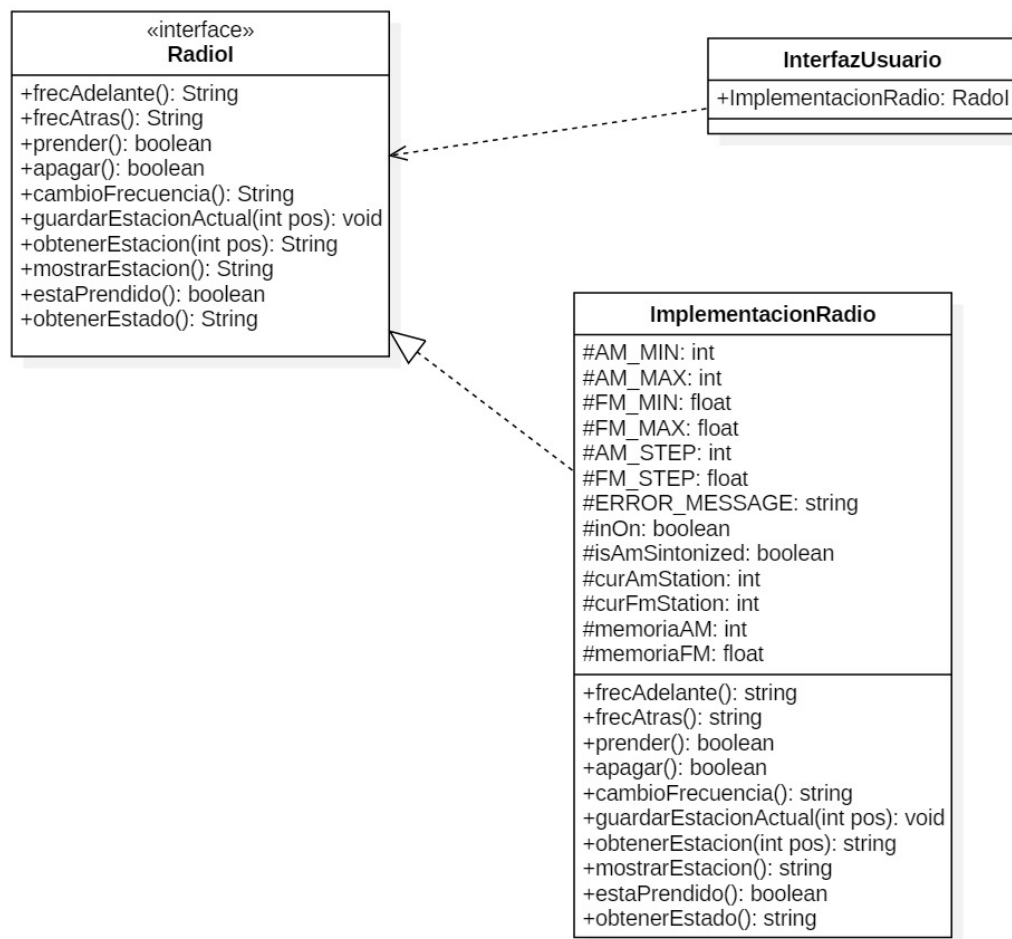 «interface»
RadioI
+frecAdelante(): String
+frecAtras(): String
+prender(): boolean
+apagar(): boolean
+cambioFrecuencia(): String
+guardarEstacionActual(int pos): void
+obtenerEstacion(int pos): String
+mostrarEstacion(): String
+estaPrendido(): boolean
+obtenerEstado(): String
InterfazUsuario
+ImplementacionRadio: RadoI
ImplementacionRadio
#AM_MIN: int
#AM_MAX: int
#FM_MIN: float
#FM_MAX: float
#AM_STEP: int
#FM_STEP: float
#ERROR_MESSAGE: string
#inOn: boolean
#isAmSintonized: boolean
#curAmStation: int
#curFmStation: int
#memoriaAM: int
#memoriaFM: float
+frecAdelante(): string
+frecAtras(): string
+prender(): boolean
+apagar(): boolean
+cambioFrecuencia(): string
+guardarEstacionActual(int pos): void
+obtenerEstacion(int pos): string
+mostrarEstacion(): string
+estaPrendido(): boolean
+obtenerEstado(): string